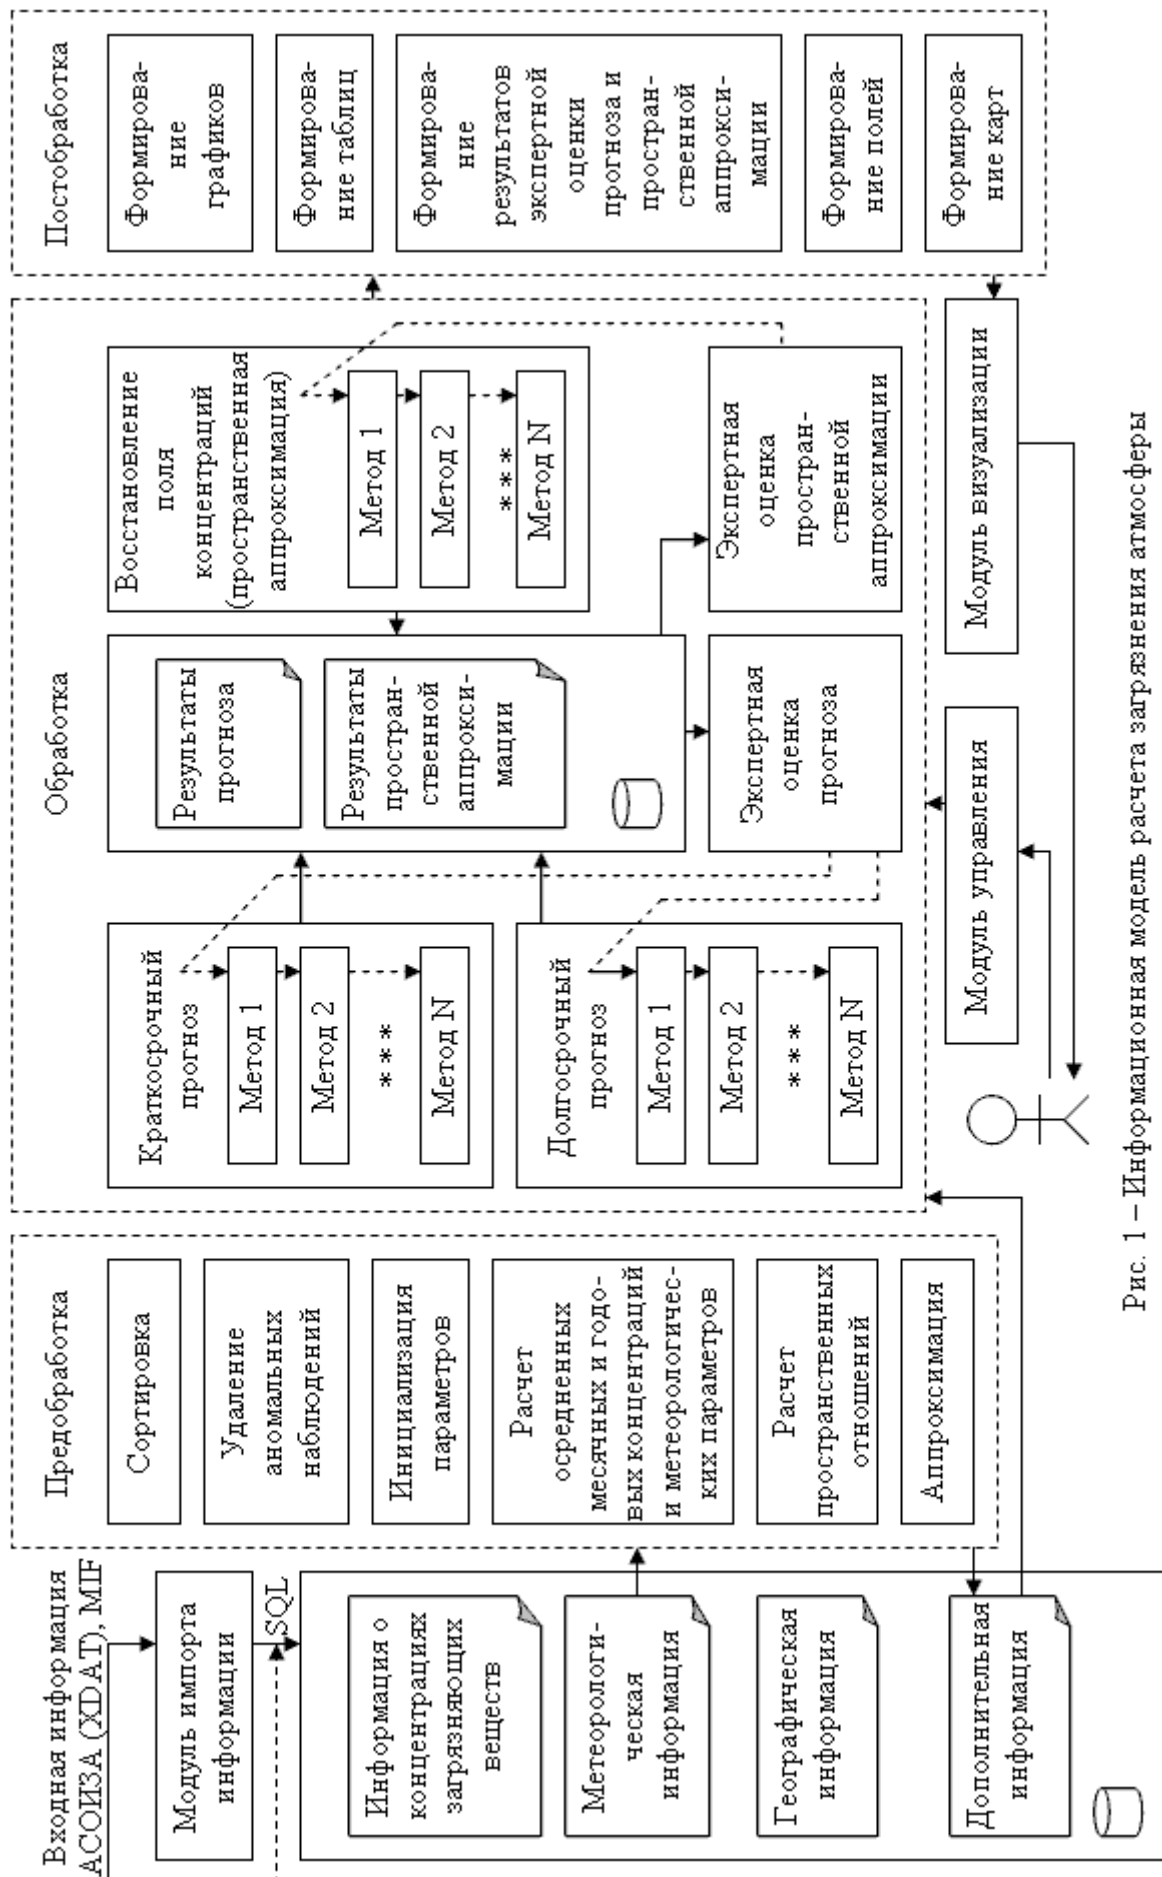 Входная информация
АСОИЗА (XDAT), MIF
Модуль импорта
информации
SQL
Информация о
концентрациях
загрязняющих
веществ
Метеорологи-
ческая
информация
Географическая
информация
Дополнительная
информация
Предобработка
Сортировка
Удаление
аномальных
наблюдений
Инициализация
параметров
Расчет
осредненных
месячных и годо-
вых концентраций
и метеорологичес-
ких параметров
Расчет
пространственных
отношений
Аппроксимация
Обработка
Краткосрочный
прогноз
Метод 1
Метод 2
***
Метод N
Долгосрочный
прогноз
Метод 1
Метод 2
***
Метод N
Результаты
прогноза
Результаты
простран-
ственной
аппрокси-
мации
Экспертная
оценка
прогноза
Восстановление
поля
концентраций
(пространственная
аппроксимация)
Метод 1
Метод 2
****
Метод N
Экспертная
оценка
простран-
ственной
аппроксимации
Модуль управления
Модуль визуализации
Постобработка
Формирова-
ние
графиков
Формирова-
ние таблиц
Формирова-
ние
результатов
экспертной
оценки
прогноза и
простран-
ственной
аппрокси-
мации
Формирова-
ние полей
Формирова-
ние карт
Рис. 1 – Информационная модель расчета загрязнения атмосферы